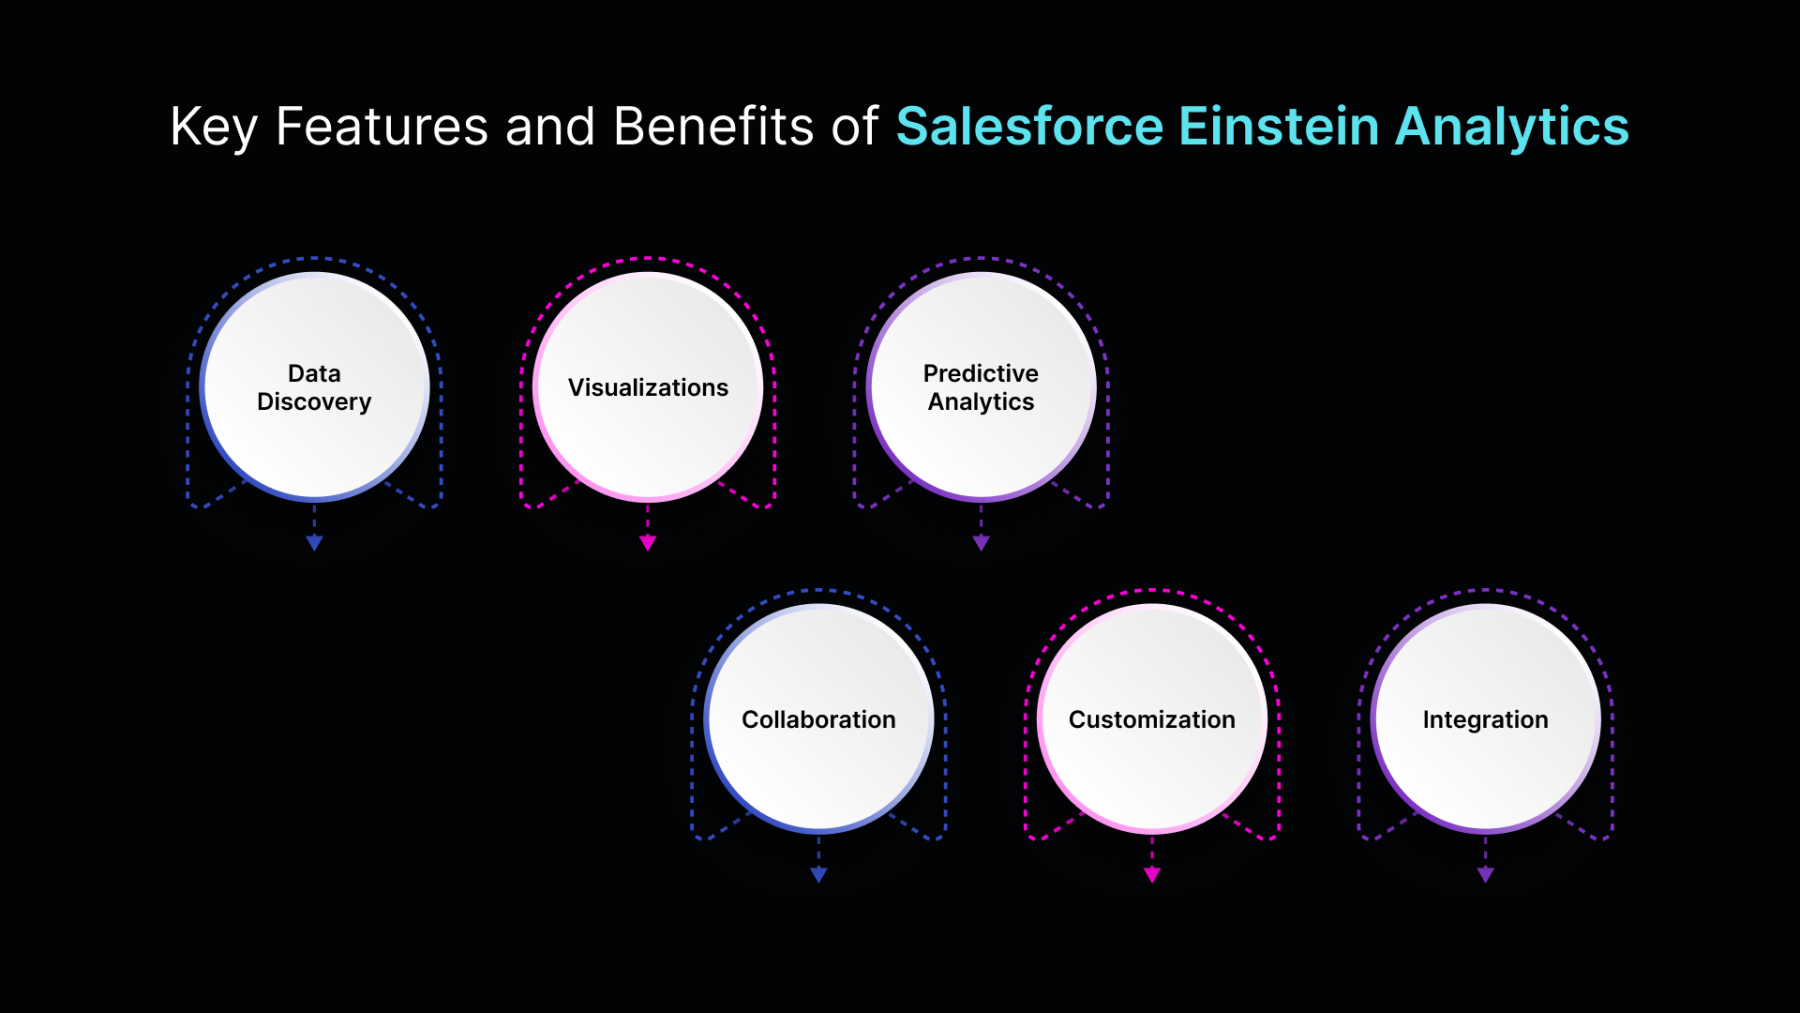 Key Features and Benefits of Salesforce Einstein Analytics
Data
Discovery
Visualizations
Predictive
Analytics
Collaboration
Customization
Integration